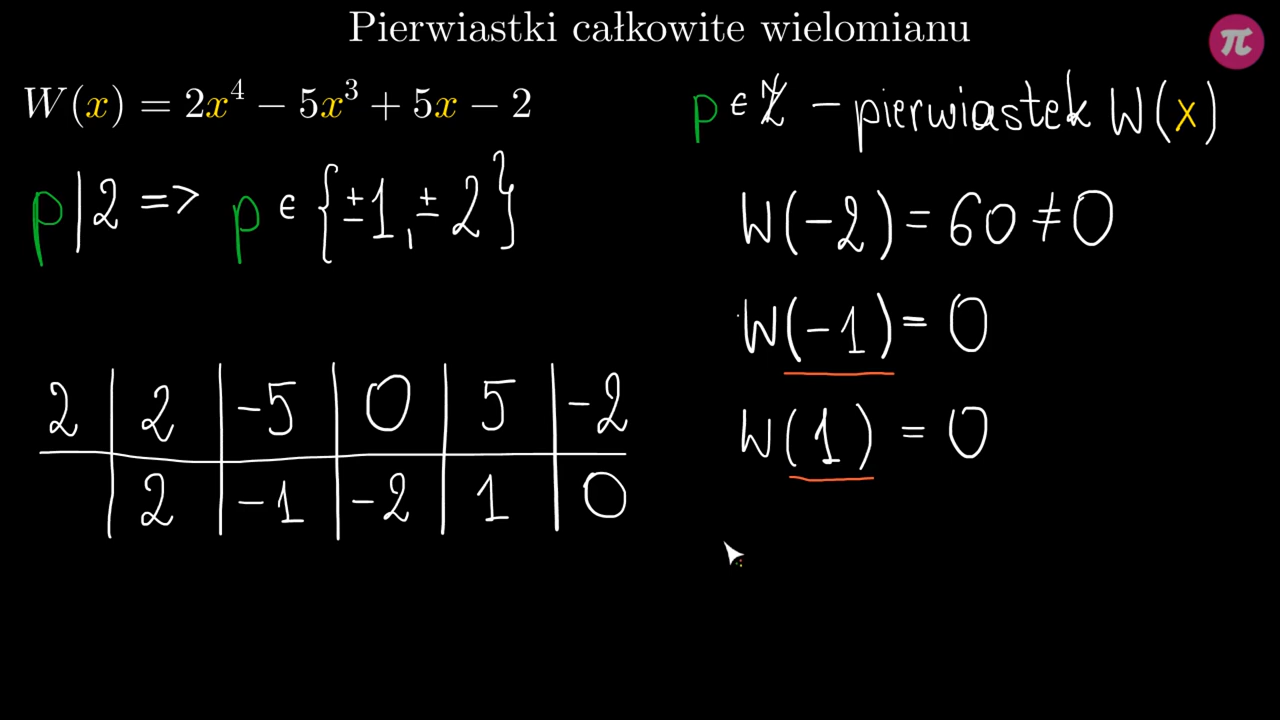 Pierwiastki całkowite wielomianu
π
W(x) = 2x⁴ − 5x³ + 5x − 2
p ∈ ℤ − pierwiastek W(x)
p|2 => p ∈ {±1, ±2}
W(−2) = 60 ≠ 0
W(−1) = 0
W(1) = 0
2 | 2 | −5 | 0 | 5 | −2
| 2 | −1 | −2 | 1 | 0